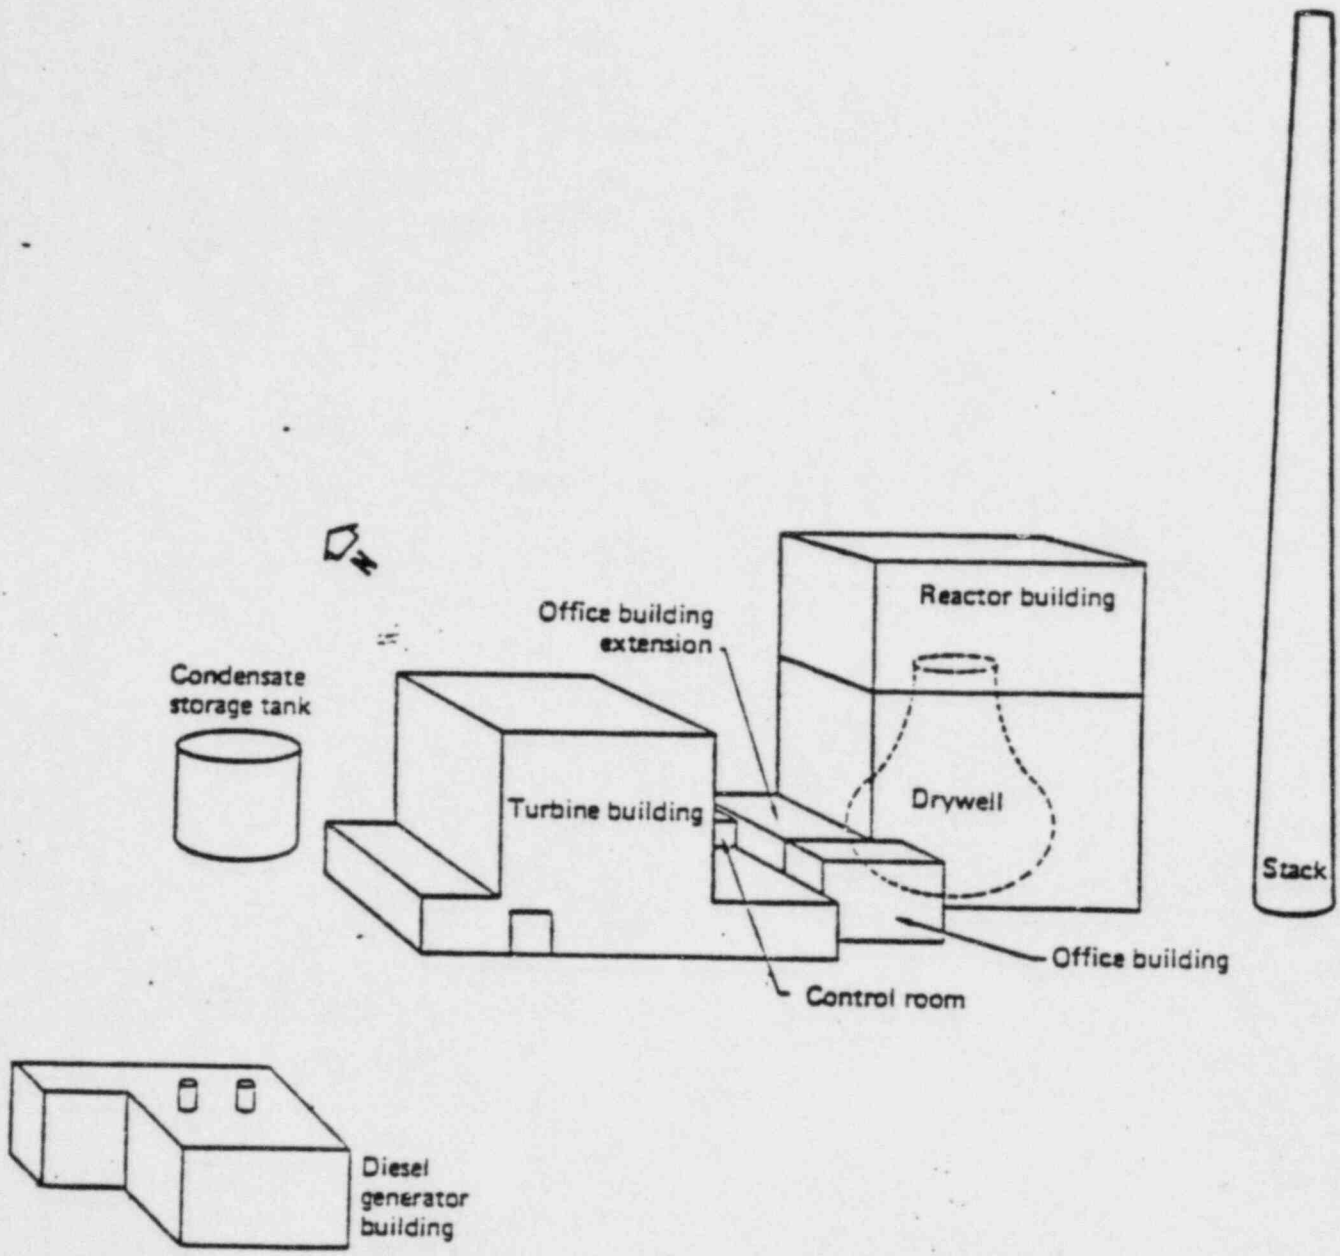 N
Office building
extension
Reactor building
Condensate
storage tank
Turbine building
Drywell
Stack
Office building
Control room
Diesel
generator
building